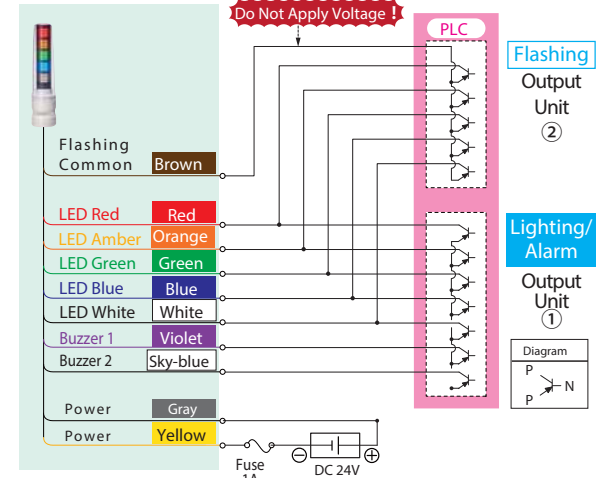 Do Not Apply Voltage !
PLC
Flashing
Output
Unit
②
Flashing
Common Brown
LED Red Red
LED Amber Orange
LED Green Green
LED Blue Blue
LED White White
Buzzer 1 Violet
Buzzer 2 Sky-blue
Lighting/
Alarm
Output
Unit
①
Diagram
P
N
P
Power Gray
Power Yellow
Fuse
1A
⊖ ⊕
DC 24V